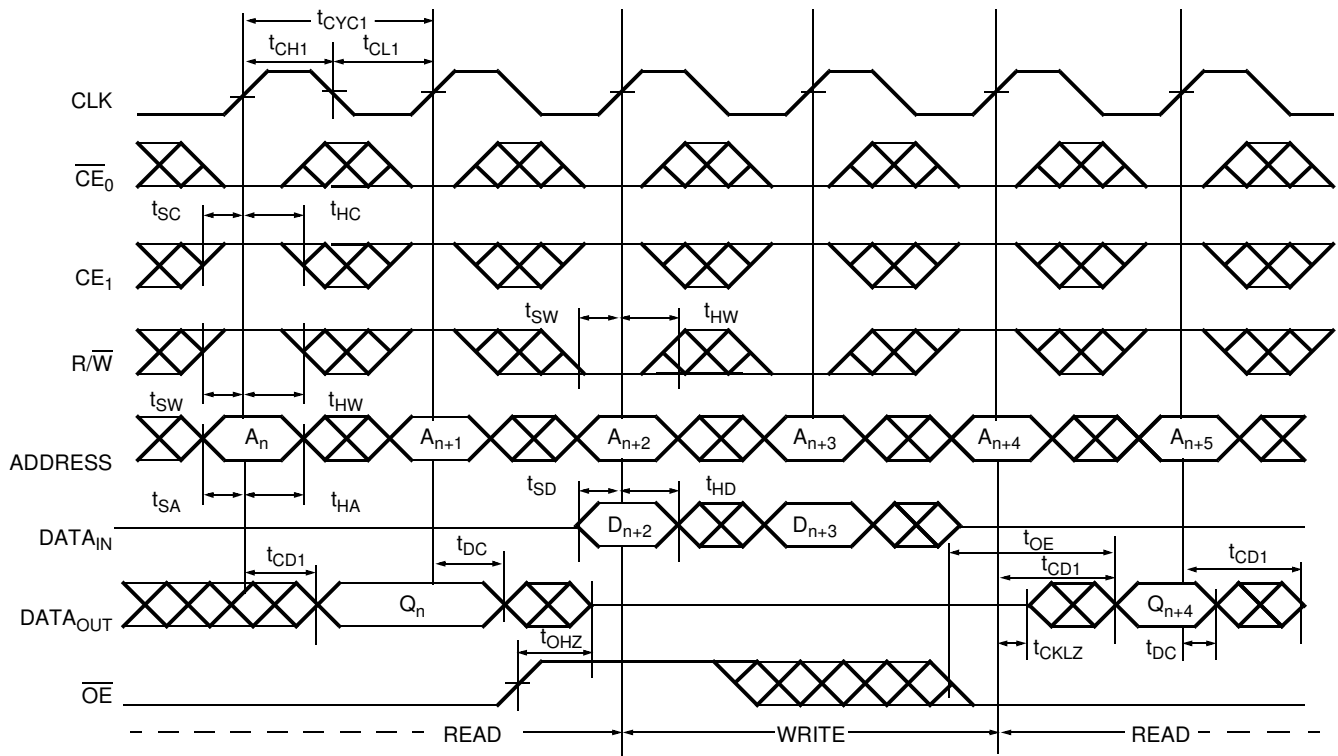 tCYC1
tCH1 tCL1
CLK
CE0
tSC tHC
CE1
tSW tHW
R/W
tSW tHW
An An+1 An+2 An+3 An+4 An+5
ADDRESS
tSA tHA tSD tHD
Dn+2 Dn+3
DATAIN
tOE
tCD1 tDC tCD1 tCD1
Qn Qn+4
DATAOUT
tOHZ tCKLZ tDC
OE
READ WRITE READ